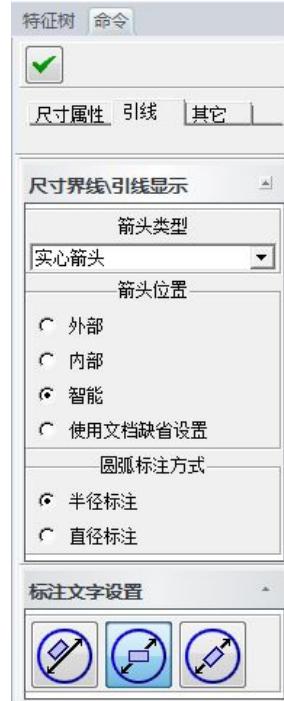 特征树 命令
尺寸属性 引线 其它
尺寸界线\引线显示
箭头类型
实心箭头
箭头位置
外部
内部
智能
使用文档缺省设置
圆弧标注方式
半径标注
直径标注
标注文字设置